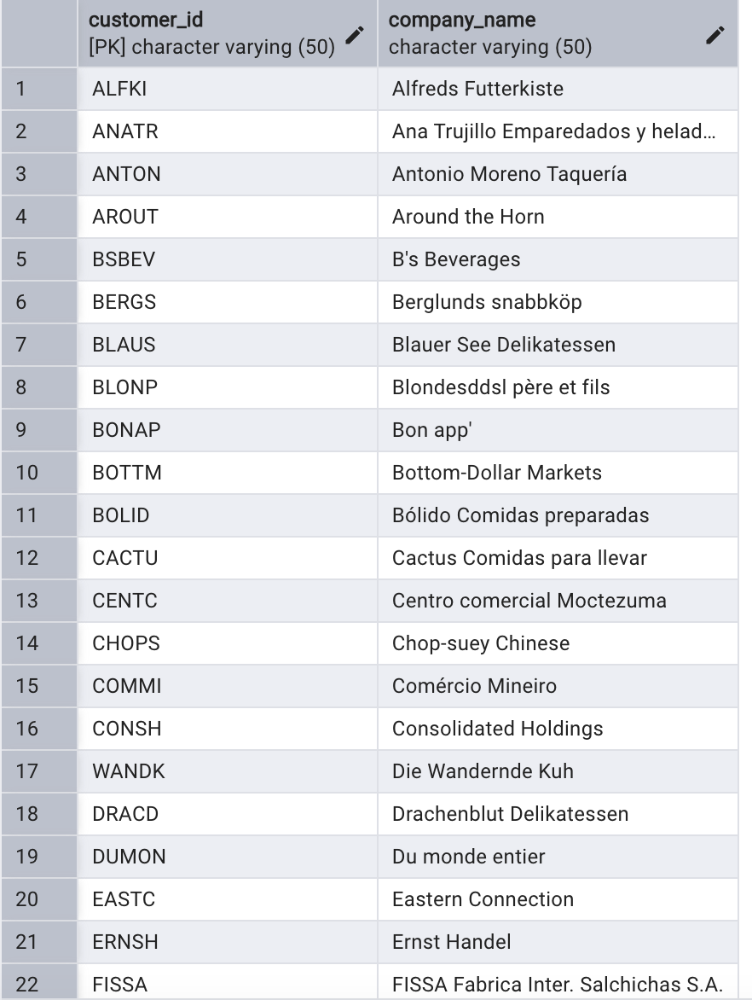 customer_id company_name
[PK] character varying (50) character varying (50)
1 ALFKI Alfreds Futterkiste
2 ANATR Ana Trujillo Emparedados y helad…
3 ANTON Antonio Moreno Taquería
4 AROUT Around the Horn
5 BSBEV B's Beverages
6 BERGS Berglunds snabbköp
7 BLAUS Blauer See Delikatessen
8 BLONP Blondesddsl père et fils
9 BONAP Bon app'
10 BOTTM Bottom-Dollar Markets
11 BOLID Bólido Comidas preparadas
12 CACTU Cactus Comidas para llevar
13 CENTC Centro comercial Moctezuma
14 CHOPS Chop-suey Chinese
15 COMMI Comércio Mineiro
16 CONSH Consolidated Holdings
17 WANDK Die Wandernde Kuh
18 DRACD Drachenblut Delikatessen
19 DUMON Du monde entier
20 EASTC Eastern Connection
21 ERNSH Ernst Handel
22 FISSA FISSA Fabrica Inter. Salchichas S.A.